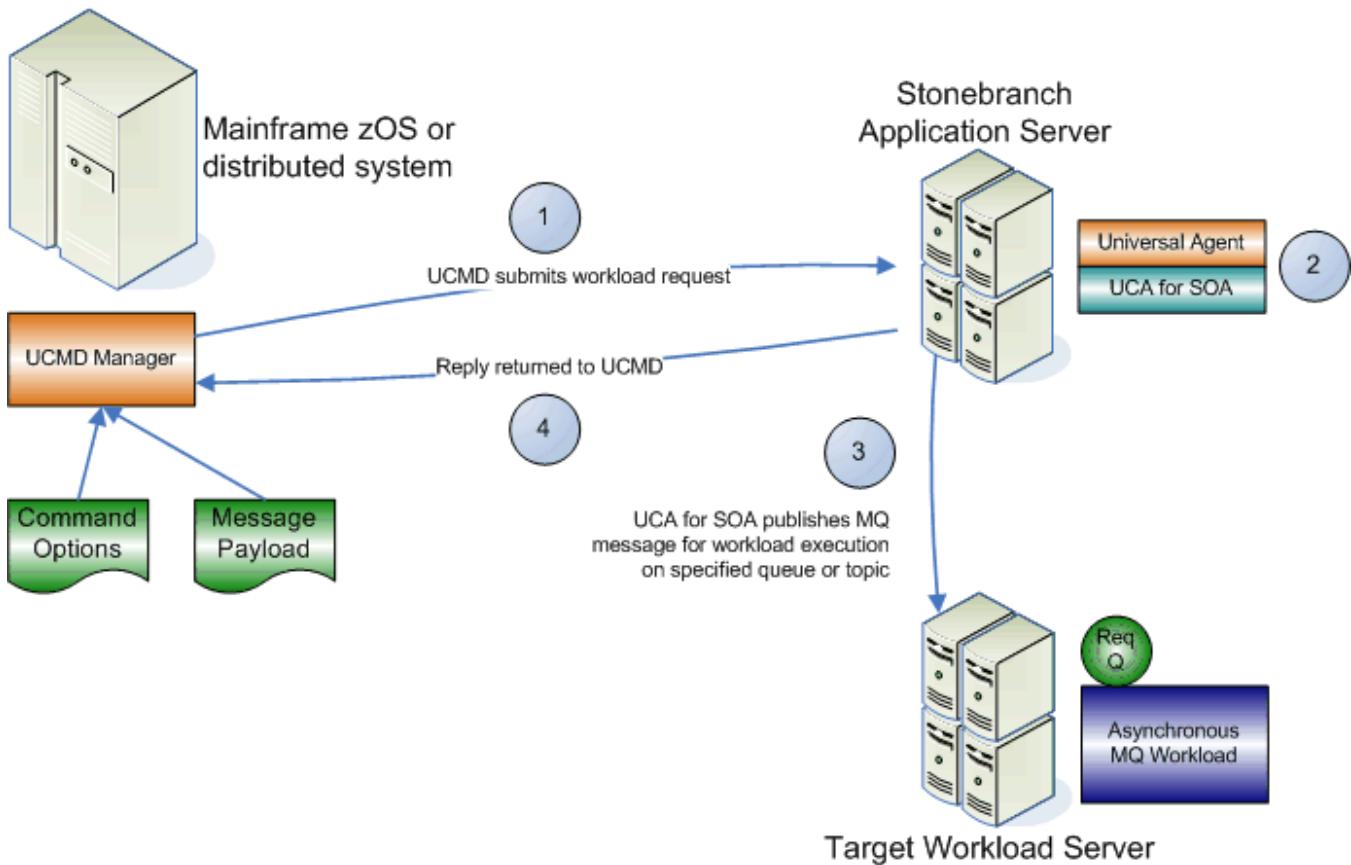 Mainframe zOS or
distributed system
Stonebranch
Application Server
1
UCMD submits workload request
Universal Agent
UCA for SOA
2
UCMD Manager
Reply returned to UCMD
4
3
Command
Options
Message
Payload
UCA for SOA publishes MQ
message for workload execution
on specified queue or topic
Req
Q
Asynchronous
MQ Workload
Target Workload Server